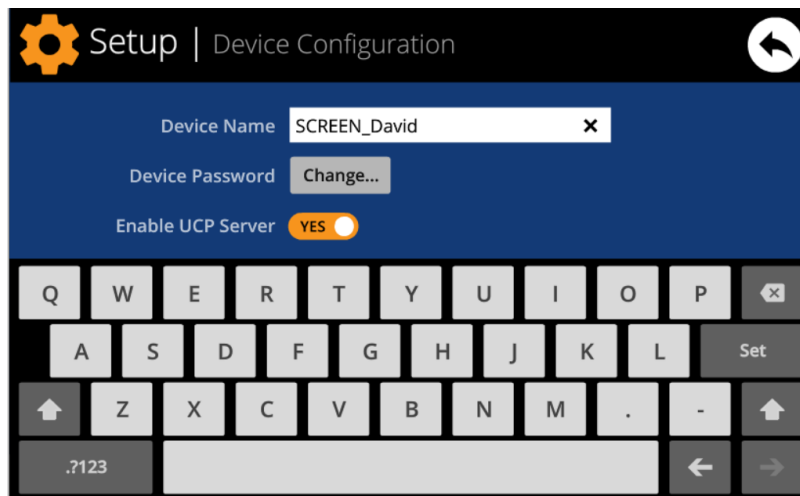 Setup | Device Configuration
Device Name SCREEN_David ×
Device Password Change...
Enable UCP Server YES
Q W E R T Y U I O P
A S D F G H J K L Set
Z X C V B N M . -
.?123